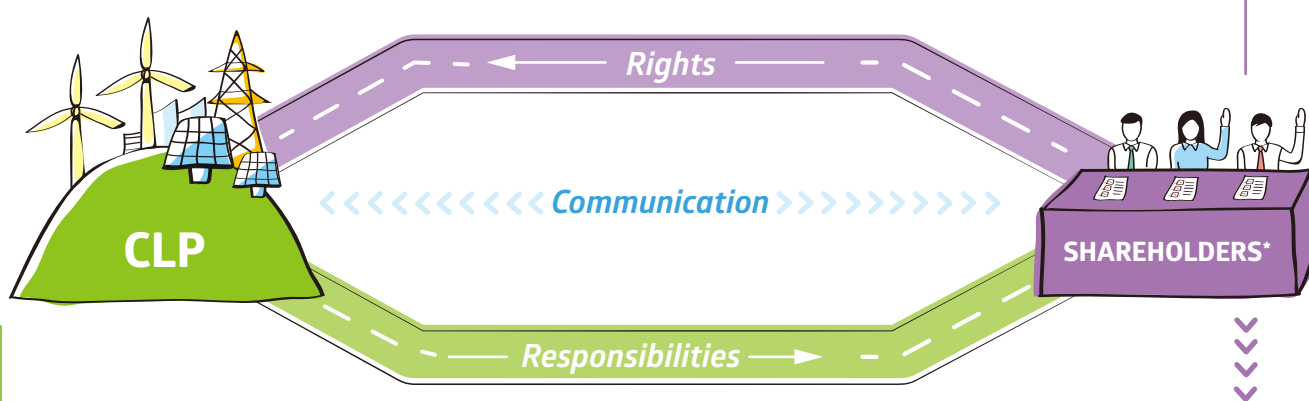 Rights
Communication
CLP
SHAREHOLDERS*
Responsibilities